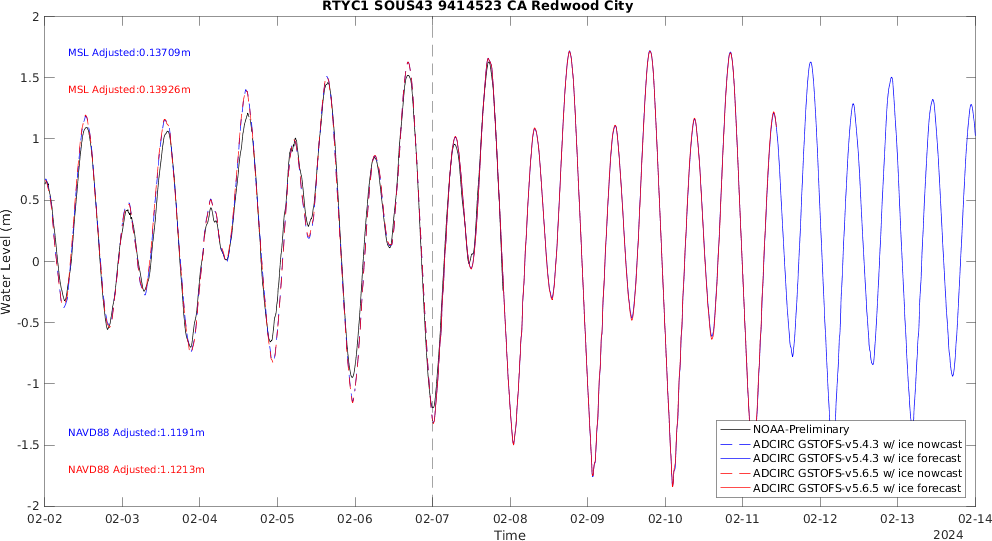 RTYC1 SOUS43 9414523 CA Redwood City
2
1.5
1
0.5
0
-0.5
-1
-1.5
-2
Water Level (m)
MSL Adjusted:0.13709m
MSL Adjusted:0.13926m
NAVD88 Adjusted:1.1191m
NAVD88 Adjusted:1.1213m
NOAA-Preliminary
ADCIRC GSTOFS-v5.4.3 w/ ice nowcast
ADCIRC GSTOFS-v5.4.3 w/ ice forecast
ADCIRC GSTOFS-v5.6.5 w/ ice nowcast
ADCIRC GSTOFS-v5.6.5 w/ ice forecast
02-02 02-03 02-04 02-05 02-06 02-07 02-08 02-09 02-10 02-11 02-12 02-13 02-14
Time
2024